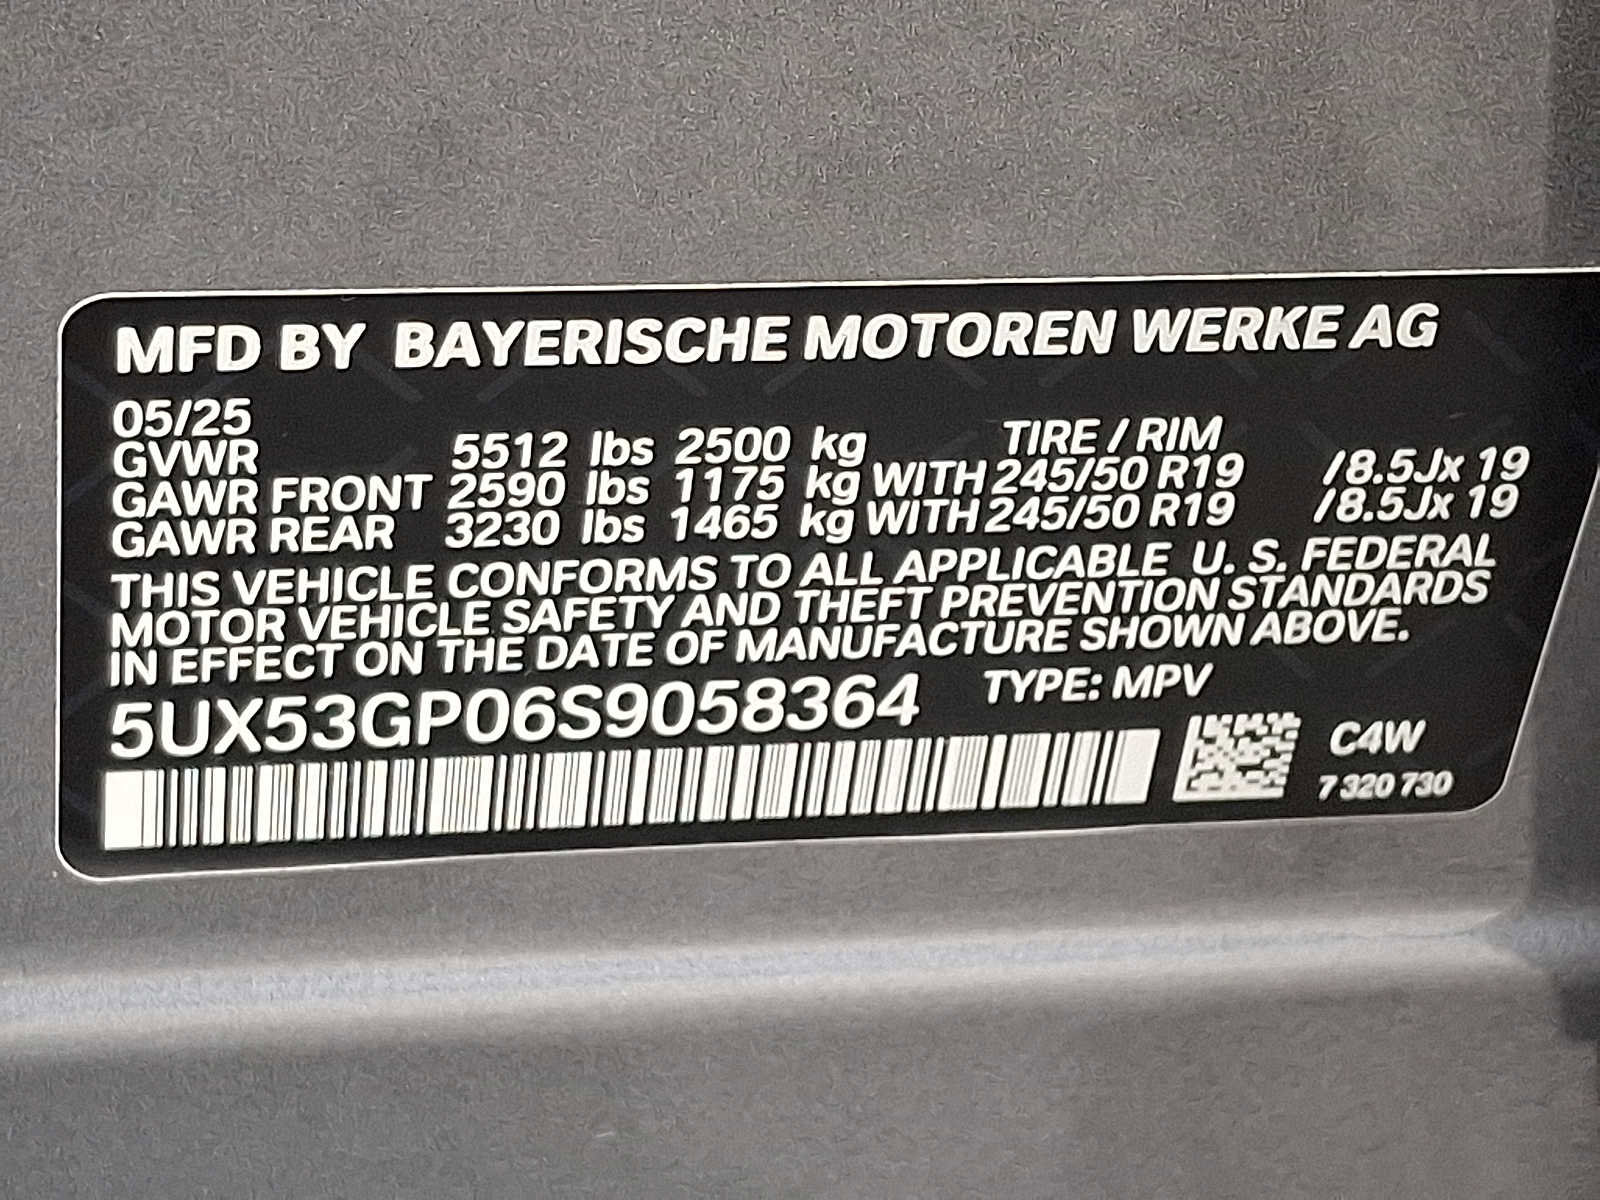 MFD BY BAYERISCHE MOTOREN WERKE AG
05/25
GVWR 5512 lbs 2500 kg TIRE / RIM
GAWR FRONT 2590 lbs 1175 kg WITH 245/50 R19 /8.5Jx 19
GAWR REAR 3230 lbs 1465 kg WITH 245/50 R19 /8.5Jx 19
THIS VEHICLE CONFORMS TO ALL APPLICABLE U. S. FEDERAL
MOTOR VEHICLE SAFETY AND THEFT PREVENTION STANDARDS
IN EFFECT ON THE DATE OF MANUFACTURE SHOWN ABOVE.
5UX53GP06S9058364 TYPE: MPV
C4W
7 320 730